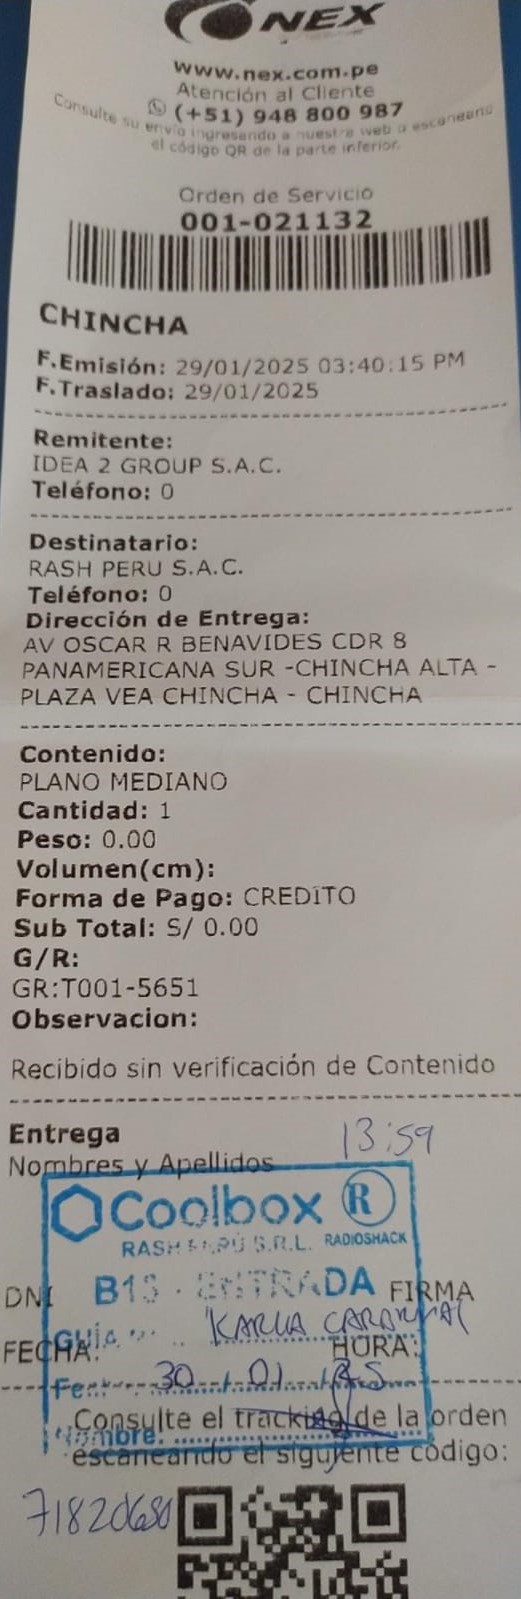 NEX
www.nex.com.pe
Atención al Cliente
(+51) 948 800 987
Consulte su envío ingresando a nuestra web o escaneando
el código QR de la parte inferior.
Orden de Servicio
001-021132
CHINCHA
F.Emisión: 29/01/2025 03:40:15 PM
F.Traslado: 29/01/2025
Remitente:
IDEA 2 GROUP S.A.C.
Teléfono: 0
Destinatario:
RASH PERU S.A.C.
Teléfono: 0
Dirección de Entrega:
AV OSCAR R BENAVIDES CDR 8
PANAMERICANA SUR -CHINCHA ALTA -
PLAZA VEA CHINCHA - CHINCHA
Contenido:
PLANO MEDIANO
Cantidad: 1
Peso: 0.00
Volumen(cm):
Forma de Pago: CREDITO
Sub Total: S/ 0.00
G/R:
GR:T001-5651
Observacion:
Recibido sin verificación de Contenido
Entrega
13:59
Nombres y Apellidos
Coolbox R
RASH PERÚ S.R.L. RADIOSHACK
DNI
ENTRADA
FIRMA
Guía
KARLA
FECHA:
HORA:
30 / 01 /
Consulte el tracking de la orden
Nombre:
escaneando el siguiente código: